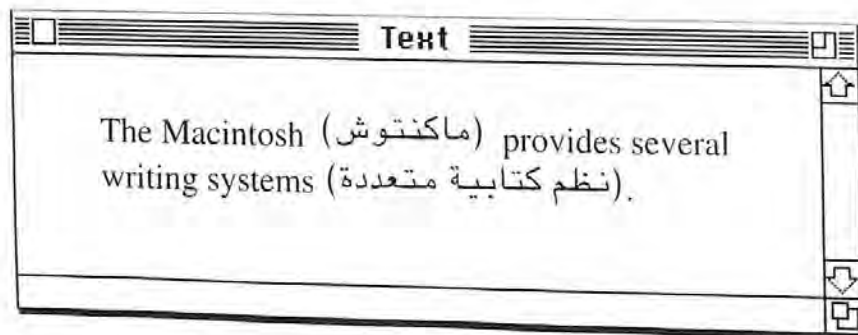 Text
The Macintosh (ماكنتوش) provides several
writing systems (نظم كتابية متعددة).